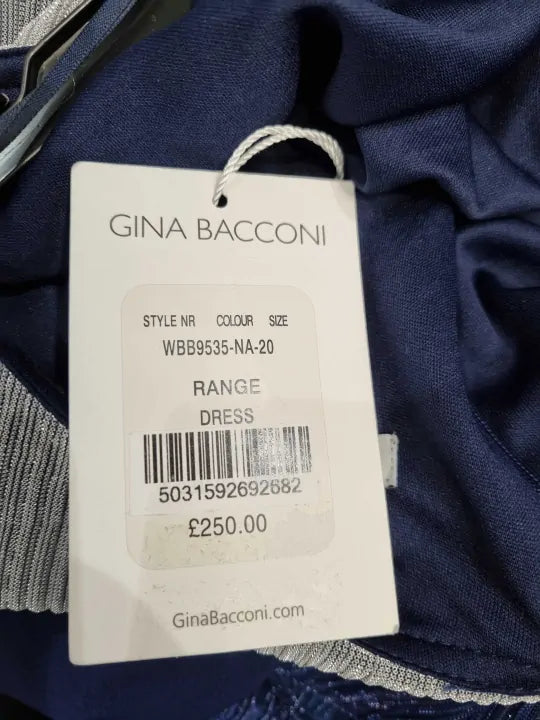 GINA BACCONI
STYLE NR COLOUR SIZE
WBB9535-NA-20
RANGE
DRESS
5031592692682
£250.00
GinaBacconi.com